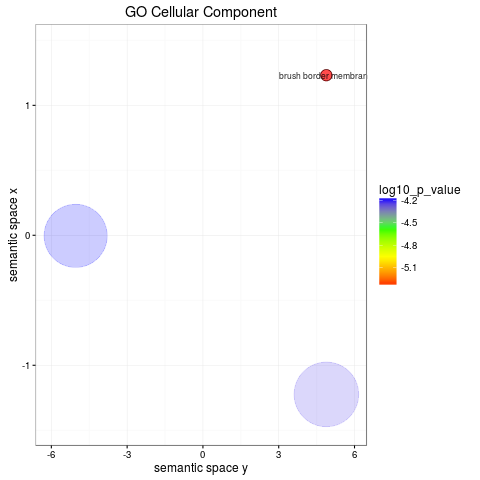 GO Cellular Component
brush border membran
semantic space x
1
0
-1
-6
-3
0
3
6
semantic space y
log10_p_value
-4.2
-4.5
-4.8
-5.1